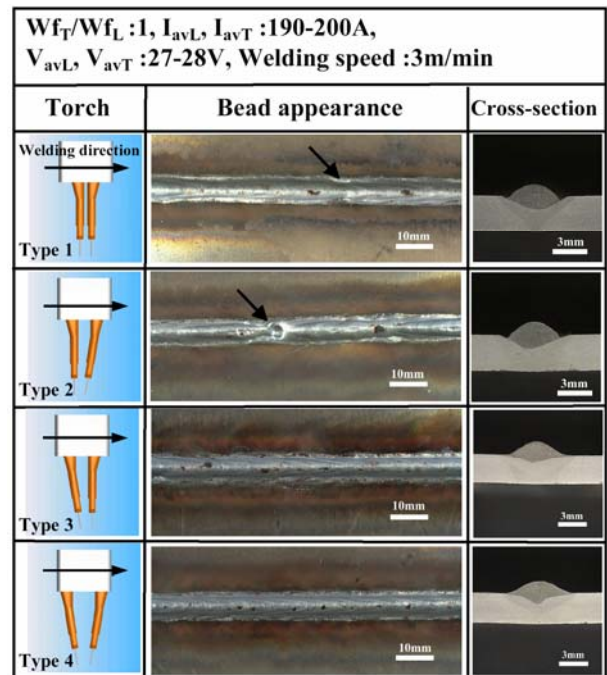 Wf_T/Wf_L :1, I_avL, I_avT :190-200A,
V_avL, V_avT :27-28V, Welding speed :3m/min
Torch
Bead appearance
Cross-section
Welding direction
Type 1
10mm
3mm
Type 2
10mm
3mm
Type 3
10mm
3mm
Type 4
10mm
3mm